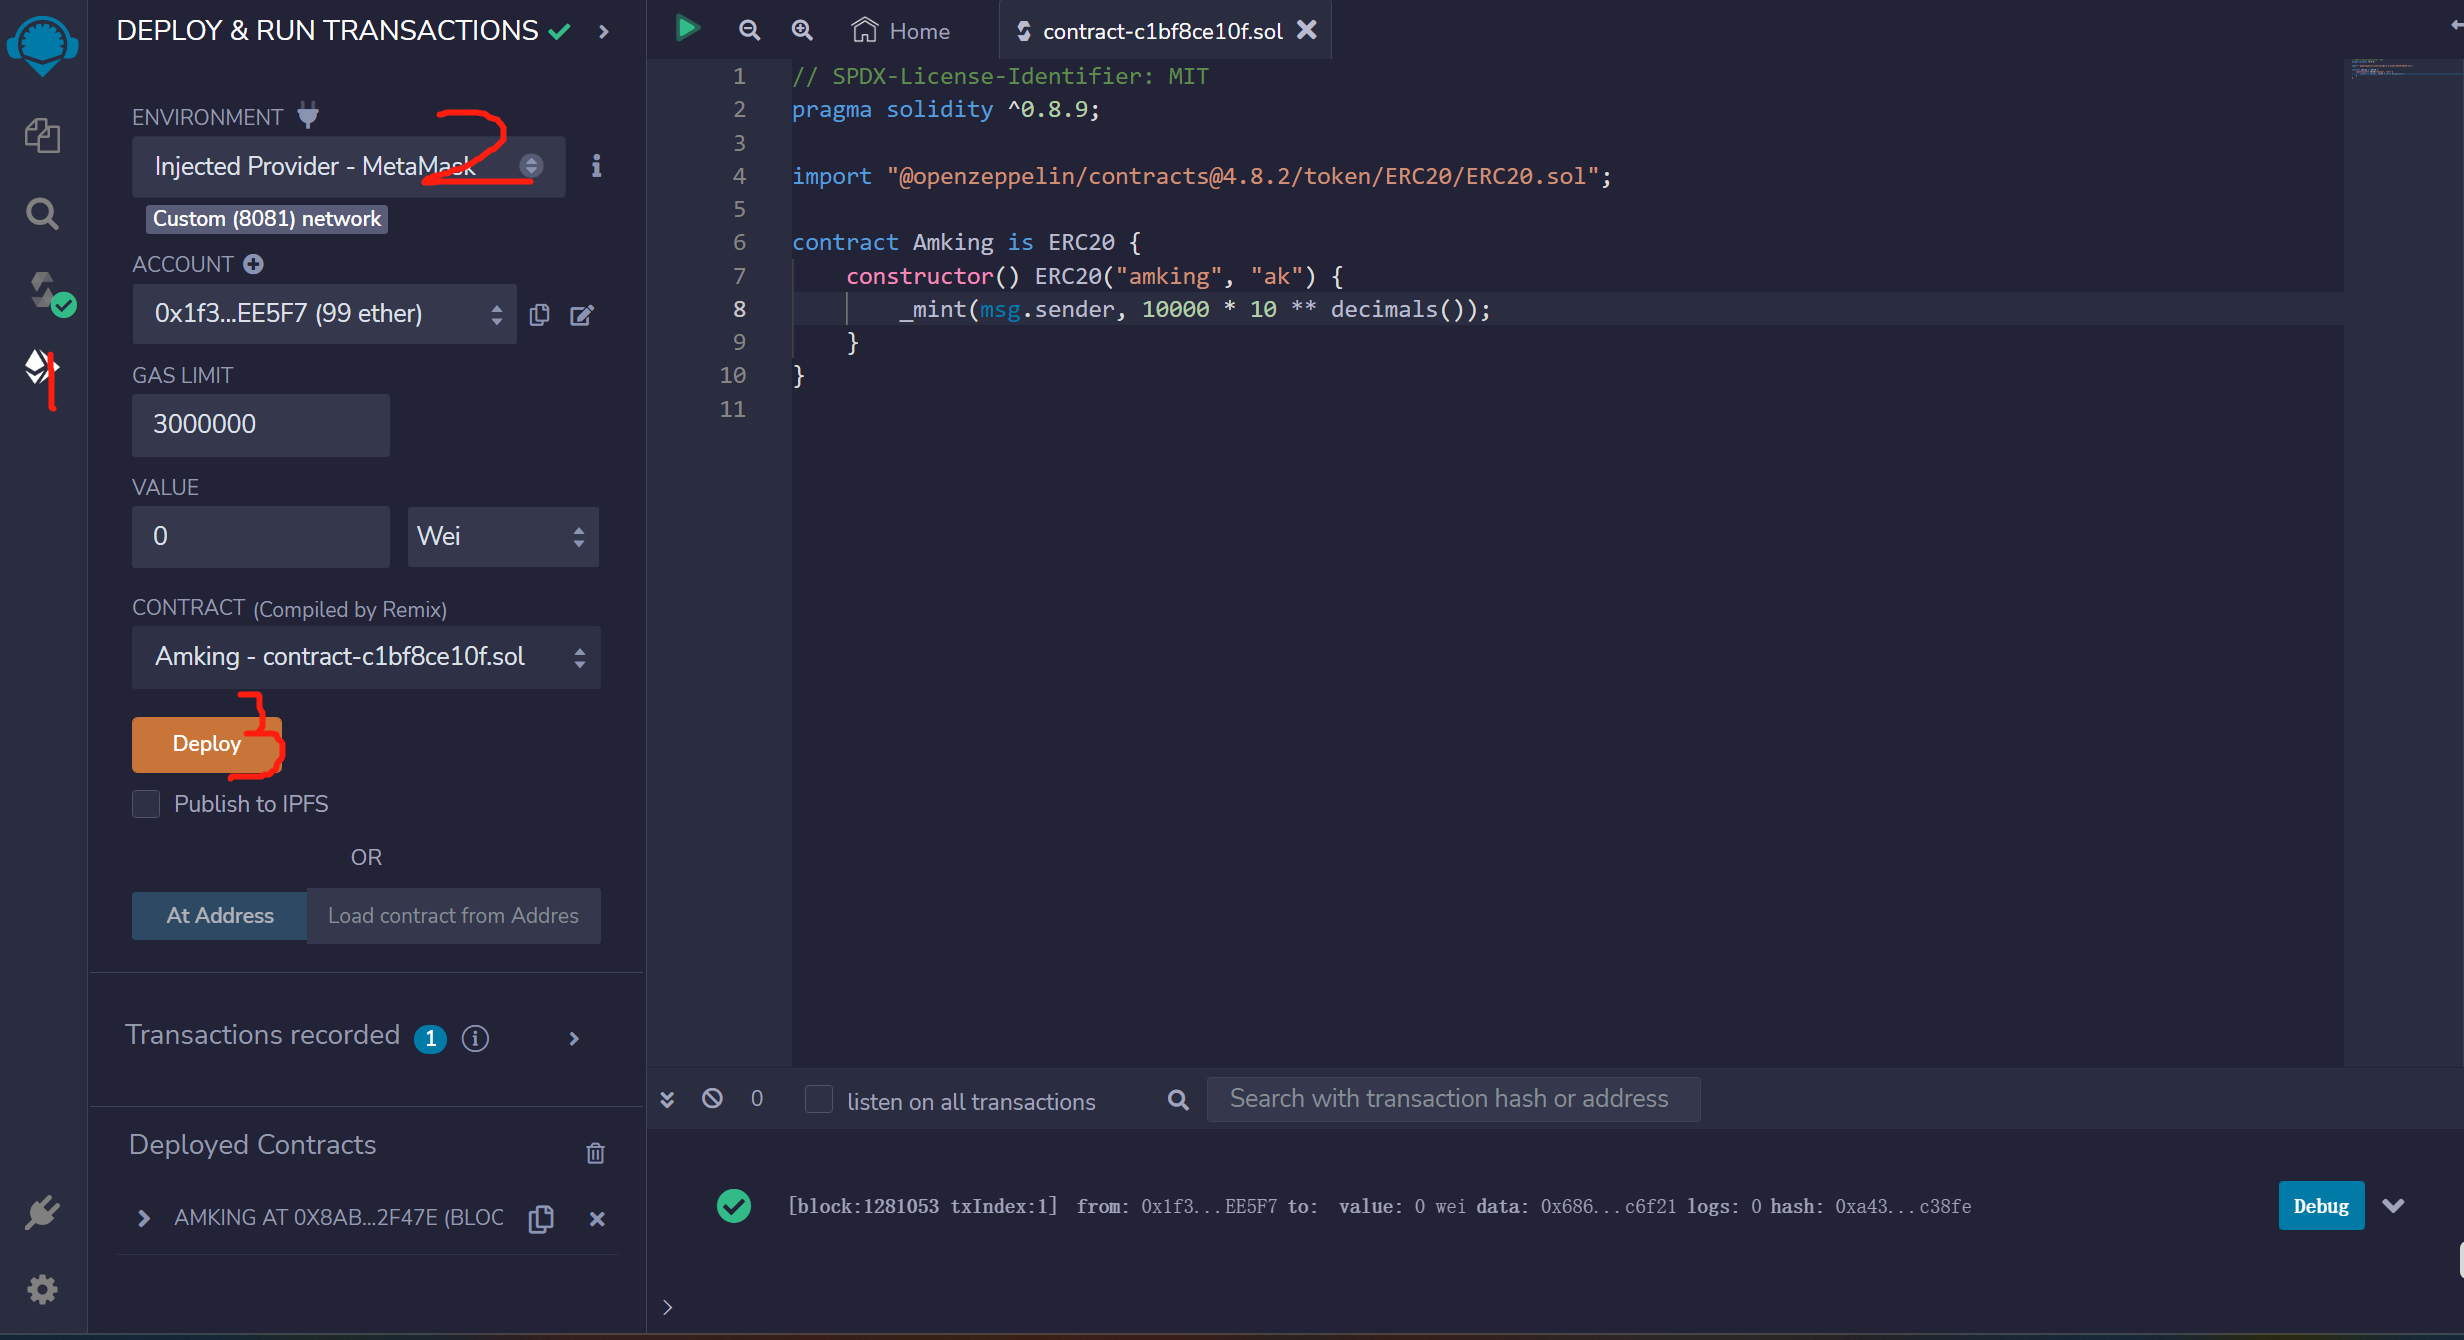 DEPLOY & RUN TRANSACTIONS
ENVIRONMENT
2
Injected Provider - MetaMask
Custom (8081) network
ACCOUNT
0x1f3...EE5F7 (99 ether)
1
GAS LIMIT
3000000
VALUE
0
Wei
CONTRACT (Compiled by Remix)
Amking - contract-c1bf8ce10f.sol
3
Deploy
Publish to IPFS
OR
At Address
Load contract from Addres
Transactions recorded 1 i
Deployed Contracts
AMKING AT 0X8AB...2F47E (BLOC
Home
contract-c1bf8ce10f.sol
1 // SPDX-License-Identifier: MIT
2 pragma solidity ^0.8.9;
3
4 import "@openzeppelin/contracts@4.8.2/token/ERC20/ERC20.sol";
5
6 contract Amking is ERC20 {
7 constructor() ERC20("amking", "ak") {
8 _mint(msg.sender, 10000 * 10 ** decimals());
9 }
10 }
11
0
listen on all transactions
Search with transaction hash or address
[block:1281053 txIndex:1] from: 0x1f3...EE5F7 to: value: 0 wei data: 0x686...c6f21 logs: 0 hash: 0xa43...c38fe
Debug
>